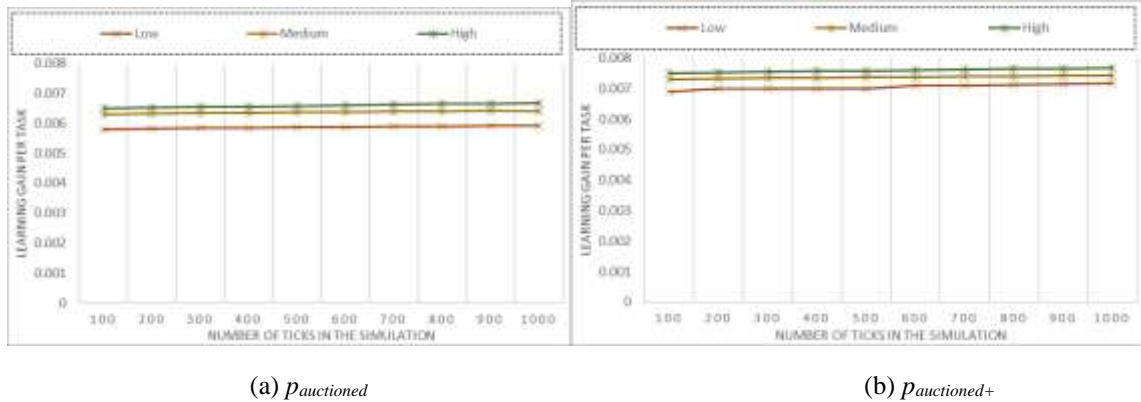 Low Medium High
0.008
0.007
0.006
0.005
0.004
0.003
0.002
0.001
0
LEARNING GAIN PER TASK
100 200 300 400 500 600 700 800 900 1000
NUMBER OF TICKS IN THE SIMULATION
(a) pauctioned
Low Medium High
0.008
0.007
0.006
0.005
0.004
0.003
0.002
0.001
0
LEARNING GAIN PER TASK
100 200 300 400 500 600 700 800 900 1000
NUMBER OF TICKS IN THE SIMULATION
(b) pauctioned+